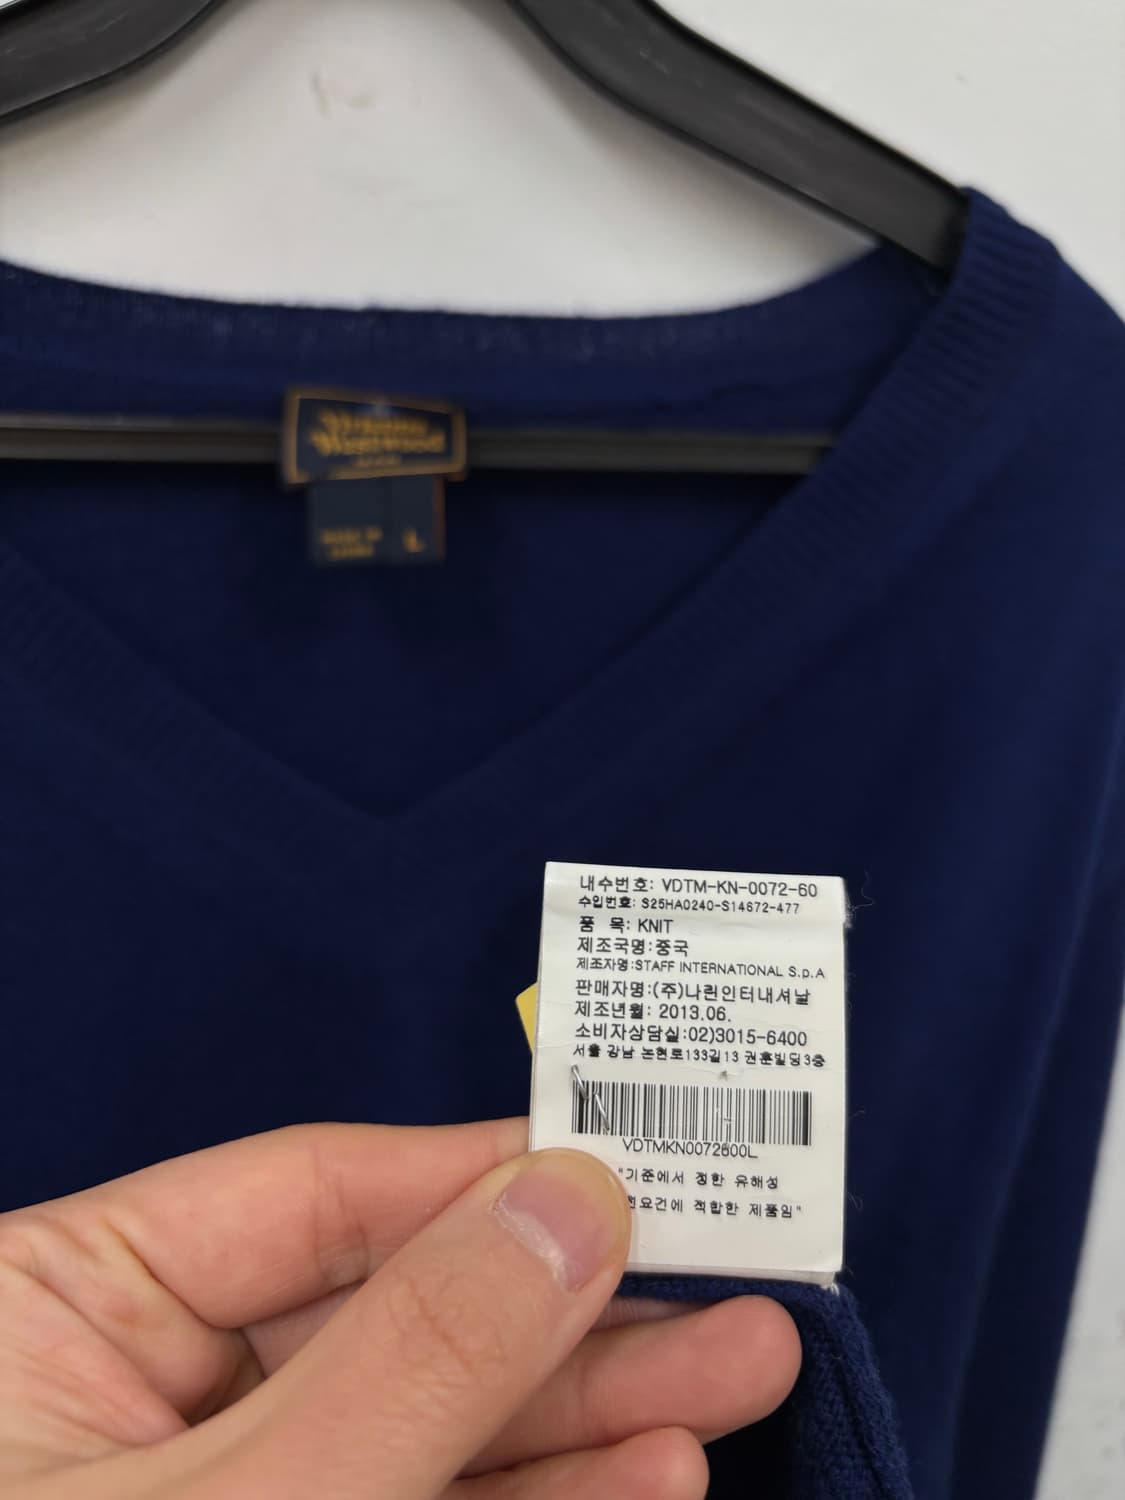 Vivienne
Westwood
MAN
L
내수번호: VDTM-KN-0072-60
수입번호: S25HA0240-S14672-477
품 목: KNIT
제조국명:중국
제조자명:STAFF INTERNATIONAL S.p.A
판매자명:(주)나린인터내셔날
제조년월: 2013.06.
소비자상담실:02)3015-6400
서울 강남 논현로133길13 권훈빌딩3층
VDTMKN0072600L
"기준에서 정한 유해성
적합한 제품임"